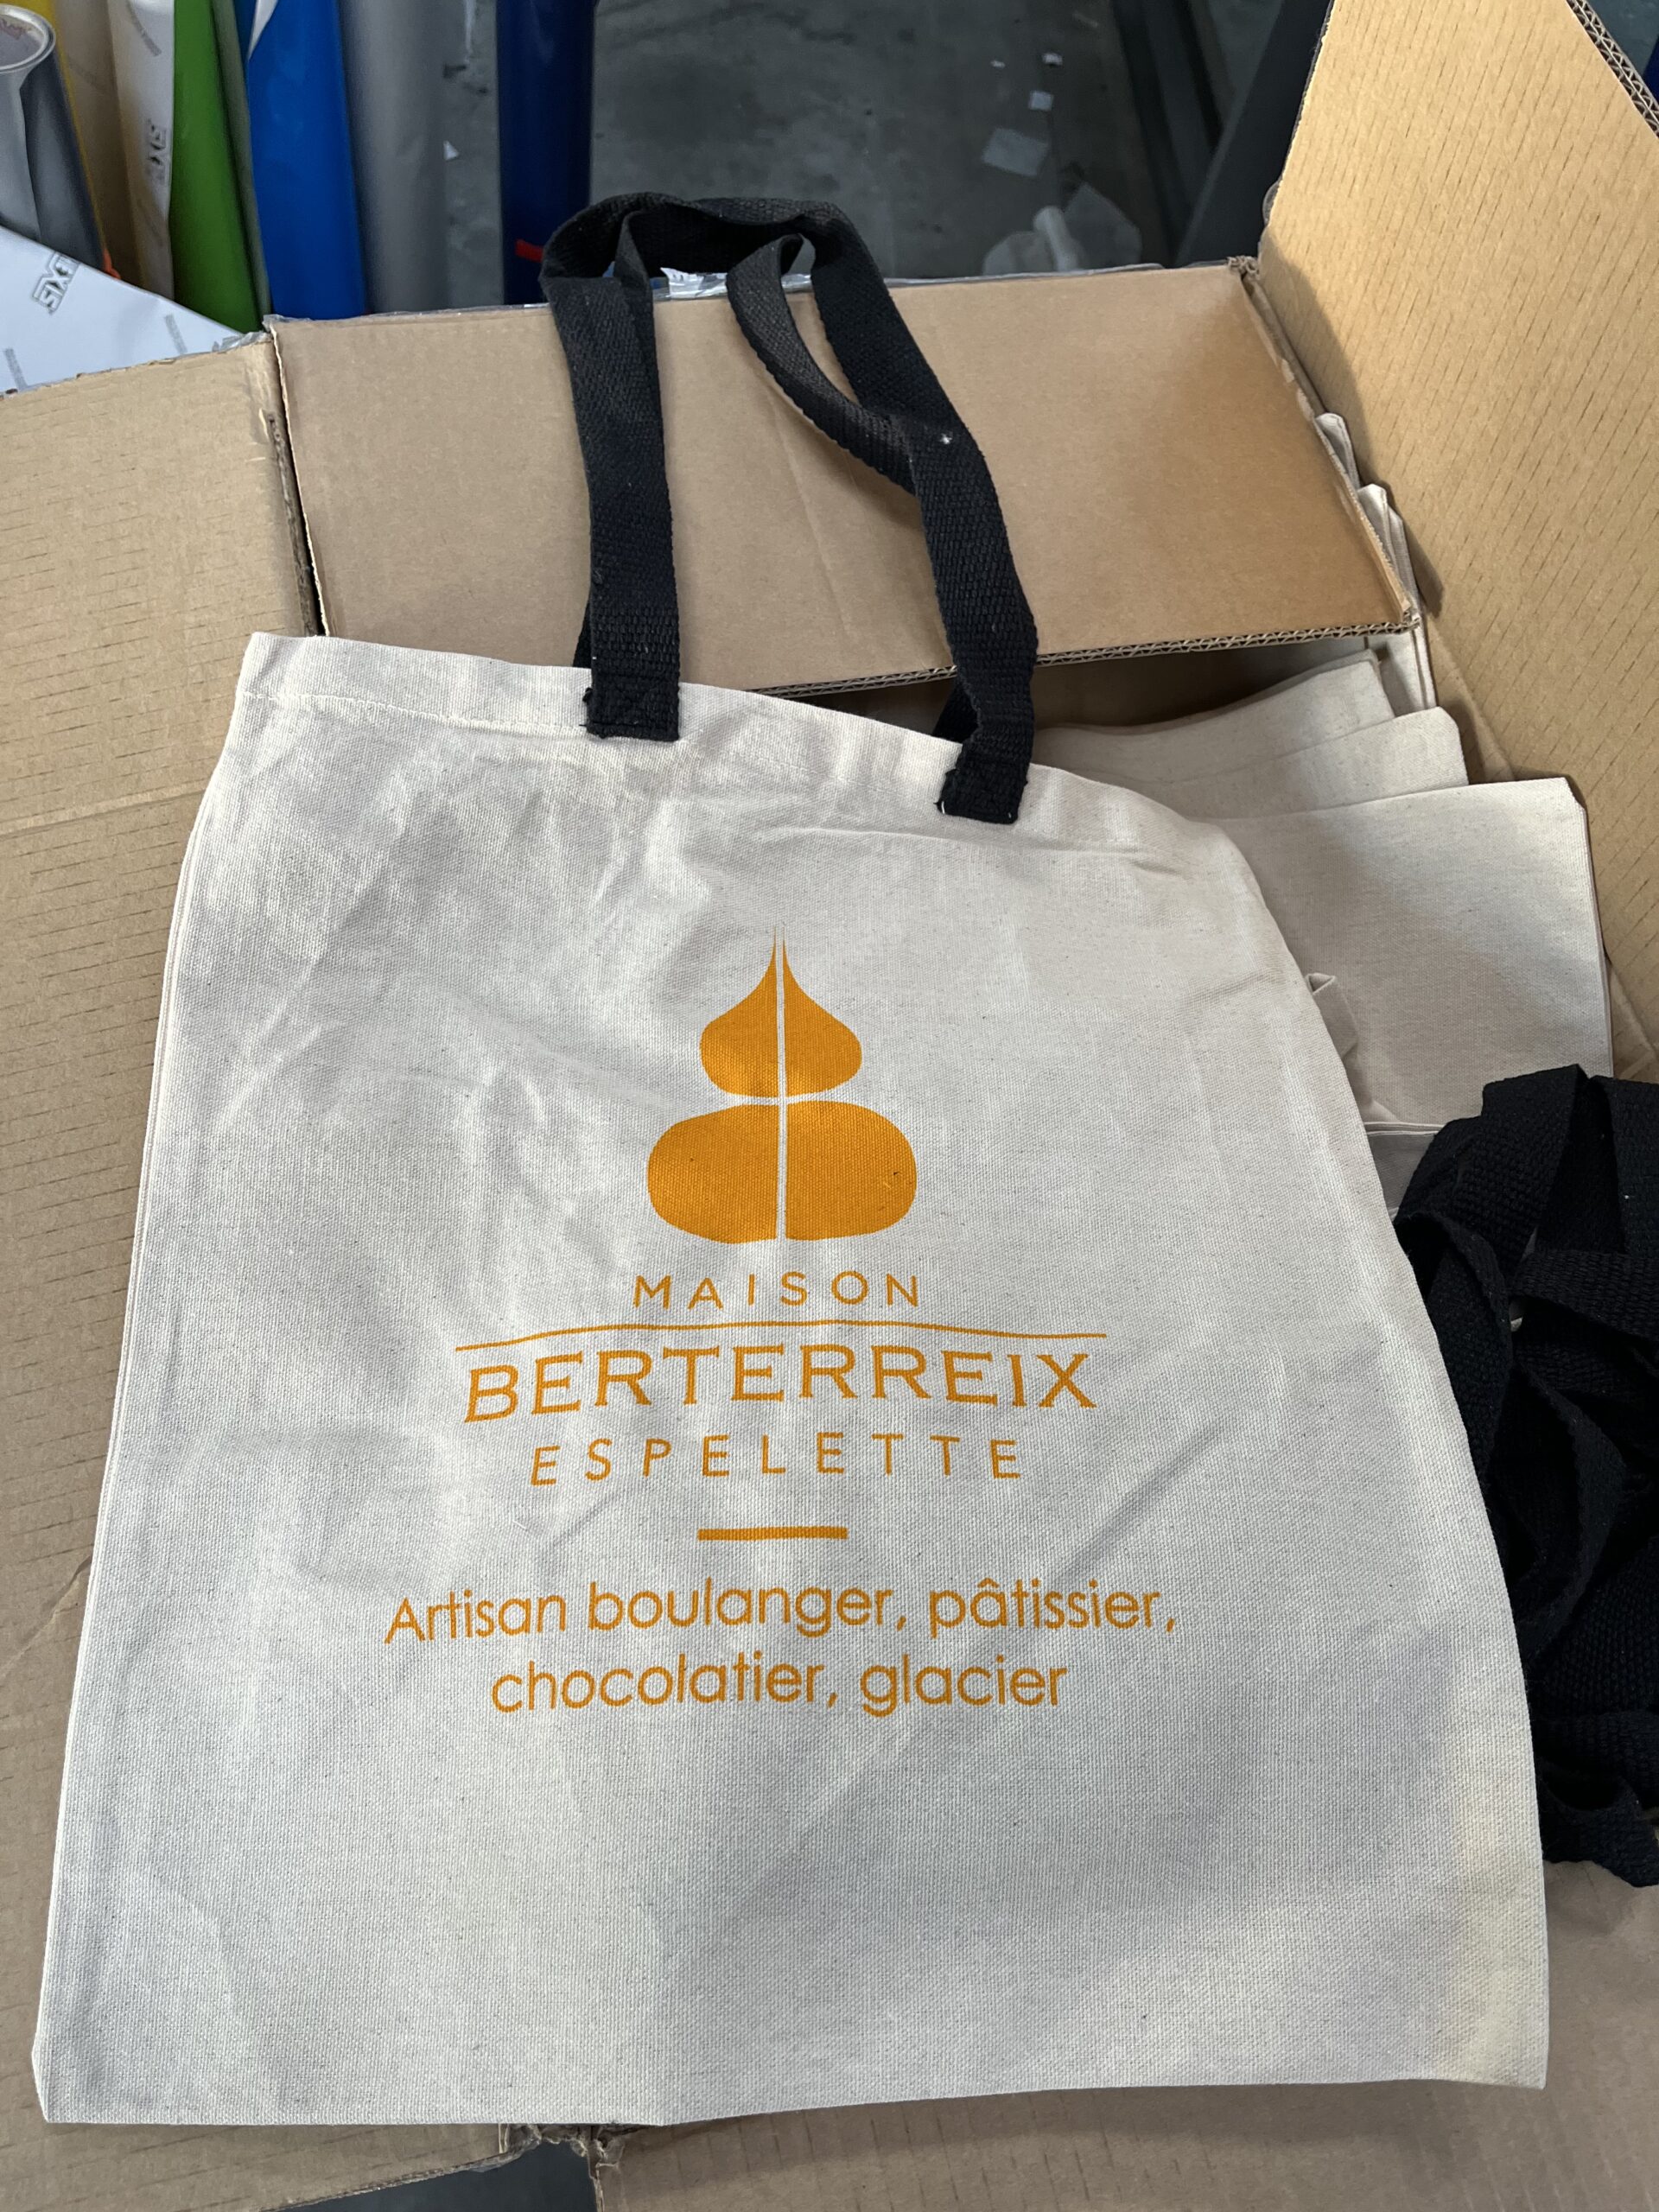 MAISON
BERTERREIX
ESPELETTE
Artisan boulanger, pâtissier,
chocolatier, glacier